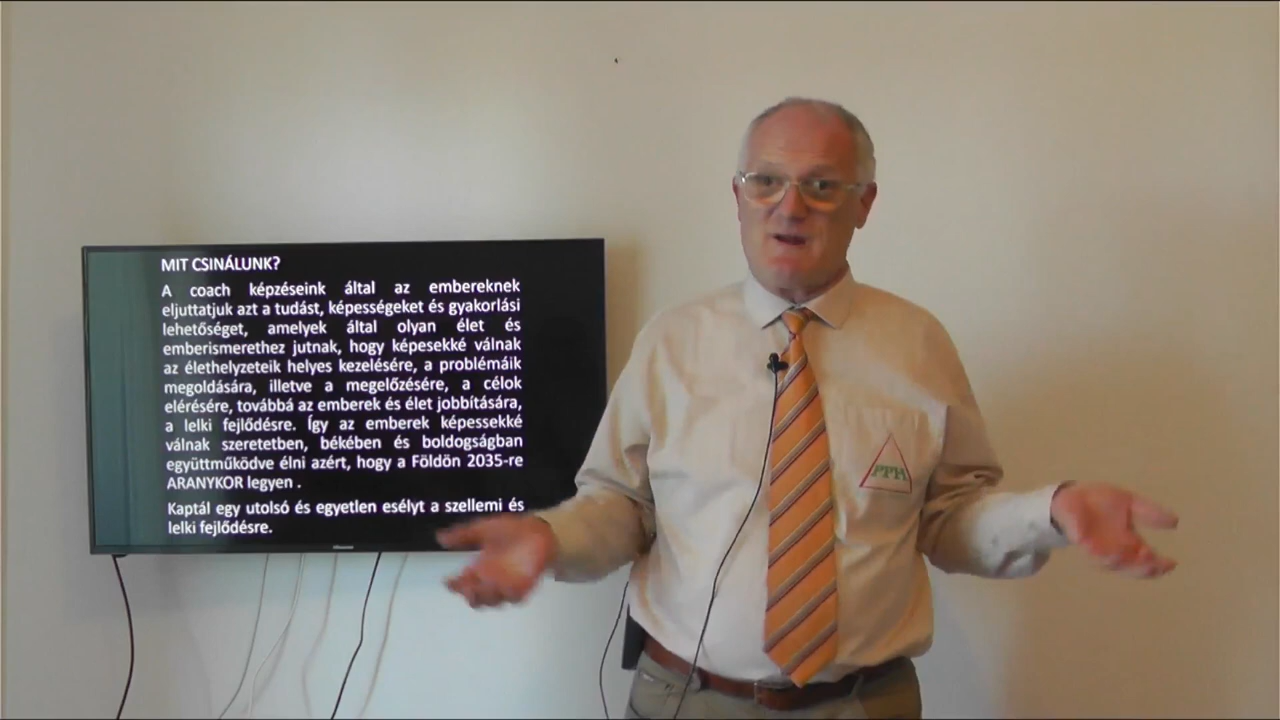 MIT CSINÁLUNK?
A coach képzéseink által az embereknek
eljuttatjuk azt a tudást, képességeket és gyakorlási
lehetőséget, amelyek által olyan élet és
emberismerethez jutnak, hogy képesekké válnak
az élethelyzeteik helyes kezelésére, a problémáik
megoldására, illetve a megelőzésére, a célok
elérésére, továbbá az emberek és élet jobbítására,
a lelki fejlődésre. Így az emberek képessekké
válnak szeretetben, békében és boldogságban
együttműködve élni azért, hogy a Földön 2035-re
ARANYKOR legyen .
Kaptál egy utolsó és egyetlen esélyt a szellemi és
lelki fejlődésre.